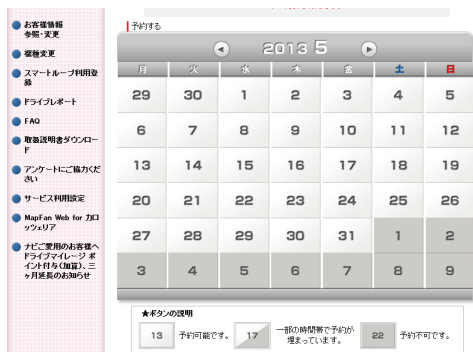 お客様情報
参照・変更
機種変更
スマートループ利用登
録
ドライブレポート
FAQ
取扱説明書ダウンロー
ド
アンケートにご協力くだ
さい
サービス利用設定
MapFan Web for カロ
ッツェリア
ナビご愛用のお客様へ
ドライブマイレージ ポ
イント付与(加算)、三
ヶ月延長のお知らせ
予約する
2013 5
月 火 水 木 金 土 日
29 30 1 2 3 4 5
6 7 8 9 10 11 12
13 14 15 16 17 18 19
20 21 22 23 24 25 26
27 28 29 30 31 1 2
3 4 5 6 7 8 9
★ボタンの説明
13 予約可能です。 17 一部の時間帯で予約が
埋まっています。 22 予約不可です。